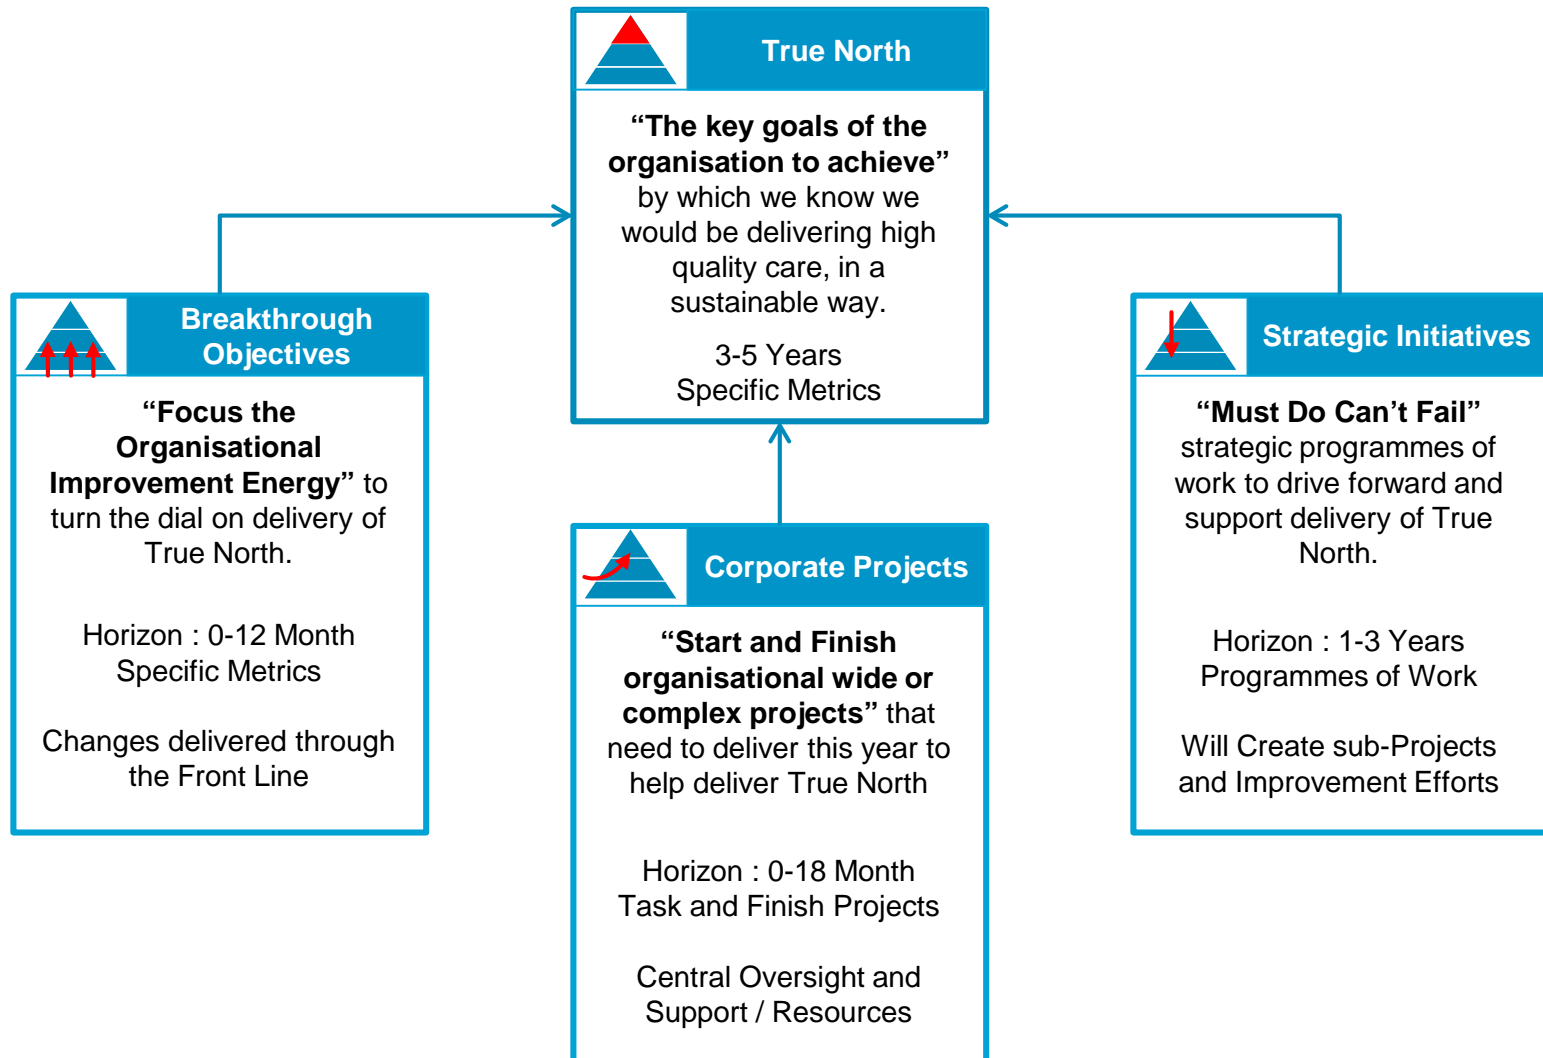 True North
“The key goals of the
organisation to achieve”
by which we know we
would be delivering high
quality care, in a
sustainable way.
3-5 Years
Specific Metrics
Breakthrough
Objectives
“Focus the
Organisational
Improvement Energy” to
turn the dial on delivery of
True North.
Horizon : 0-12 Month
Specific Metrics
Changes delivered through
the Front Line
Corporate Projects
“Start and Finish
organisational wide or
complex projects” that
need to deliver this year to
help deliver True North
Horizon : 0-18 Month
Task and Finish Projects
Central Oversight and
Support / Resources
Strategic Initiatives
“Must Do Can’t Fail”
strategic programmes of
work to drive forward and
support delivery of True
North.
Horizon : 1-3 Years
Programmes of Work
Will Create sub-Projects
and Improvement Efforts